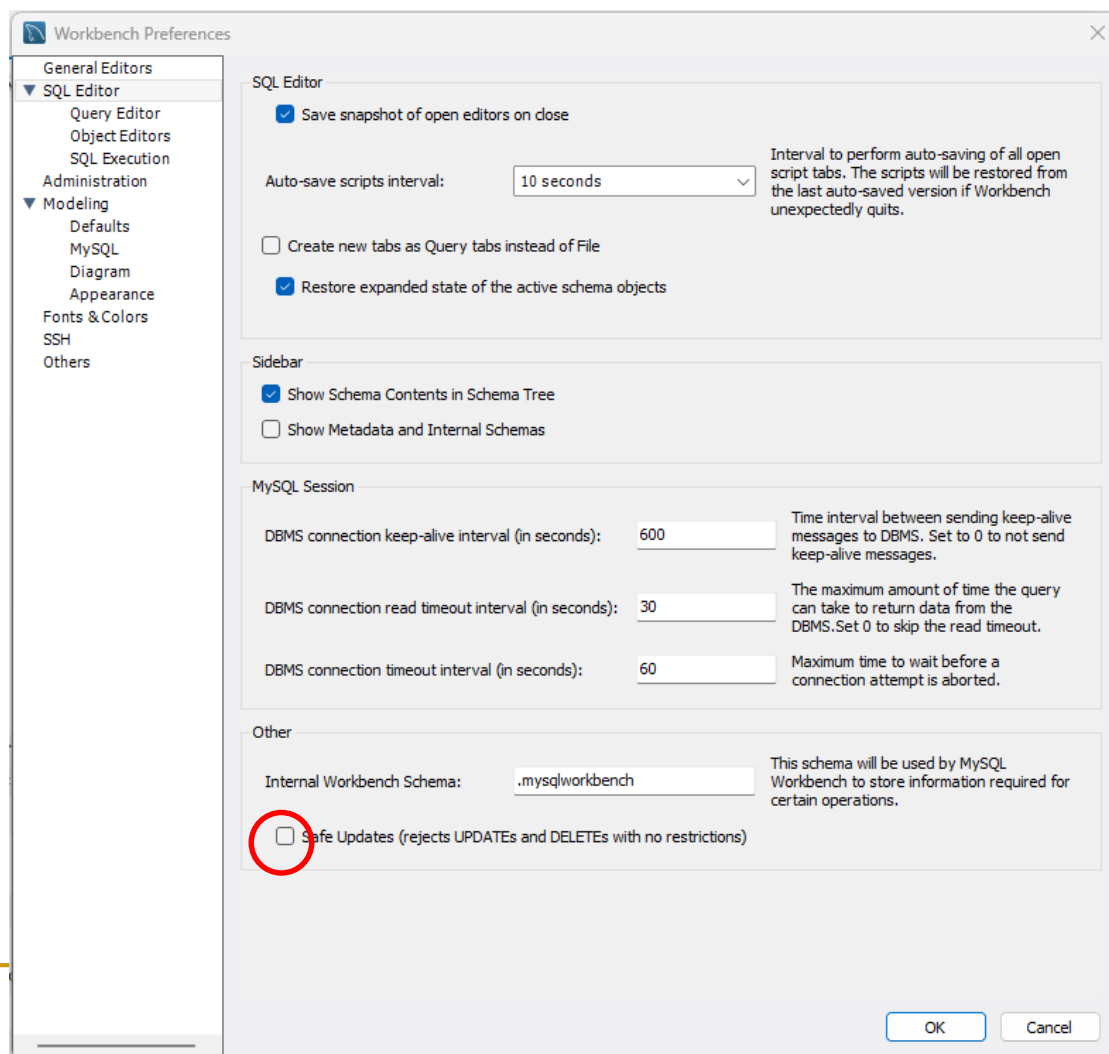 Workbench Preferences
General Editors
SQL Editor
Query Editor
Object Editors
SQL Execution
Administration
Modeling
Defaults
MySQL
Diagram
Appearance
Fonts & Colors
SSH
Others
SQL Editor
Save snapshot of open editors on close
Auto-save scripts interval:
10 seconds
Interval to perform auto-saving of all open
script tabs. The scripts will be restored from
the last auto-saved version if Workbench
unexpectedly quits.
Create new tabs as Query tabs instead of File
Restore expanded state of the active schema objects
Sidebar
Show Schema Contents in Schema Tree
Show Metadata and Internal Schemas
MySQL Session
DBMS connection keep-alive interval (in seconds):
600
Time interval between sending keep-alive
messages to DBMS. Set to 0 to not send
keep-alive messages.
DBMS connection read timeout interval (in seconds):
30
The maximum amount of time the query
can take to return data from the
DBMS.Set 0 to skip the read timeout.
DBMS connection timeout interval (in seconds):
60
Maximum time to wait before a
connection attempt is aborted.
Other
Internal Workbench Schema:
.mysqlworkbench
This schema will be used by MySQL
Workbench to store information required for
certain operations.
Safe Updates (rejects UPDATEs and DELETEs with no restrictions)
OK
Cancel